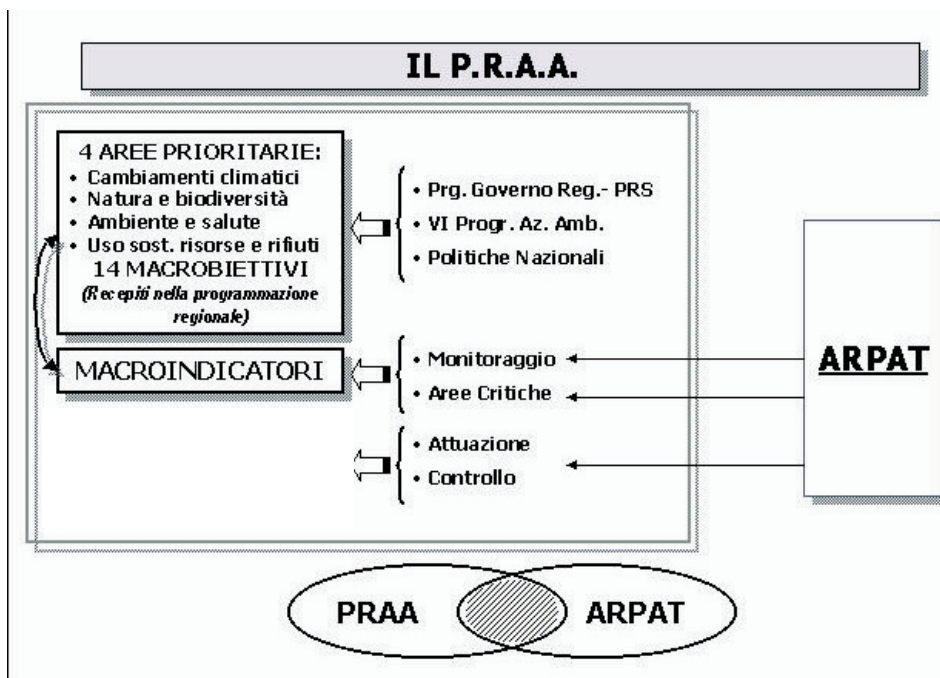 IL P.R.A.A.
4 AREE PRIORITARIE:
• Cambiamenti climatici
• Natura e biodiversità
• Ambiente e salute
• Uso sost. risorse e rifiuti
14 MACROBIETTIVI
(Recepiti nella programmazione
regionale)
• Prg. Governo Reg.- PRS
• VI Progr. Az. Amb.
• Politiche Nazionali
MACROINDICATORI
• Monitoraggio
• Aree Critiche
• Attuazione
• Controllo
ARPAT
PRAA
ARPAT